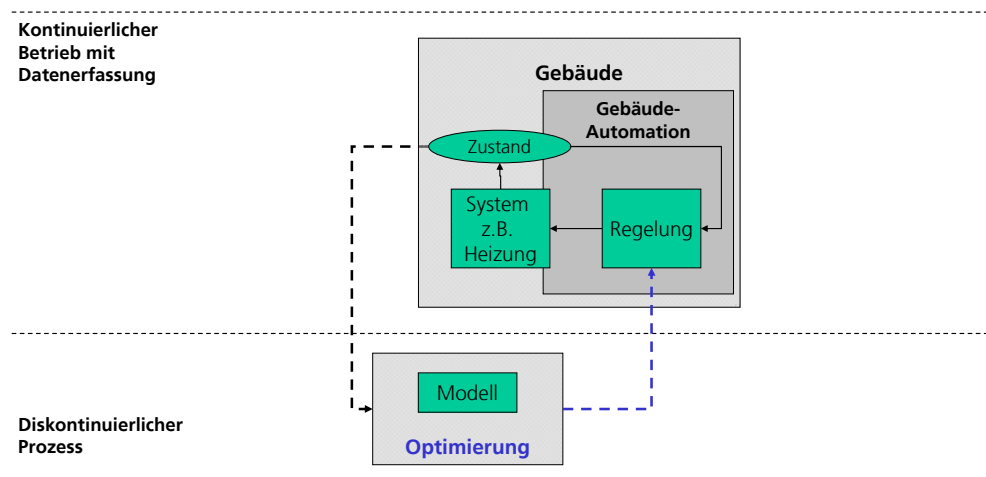 Kontinuierlicher
Betrieb mit
Datenerfassung
Gebäude
Gebäude-
Automation
Zustand
System
z.B.
Heizung
Regelung
Modell
Optimierung
Diskontinuierlicher
Prozess